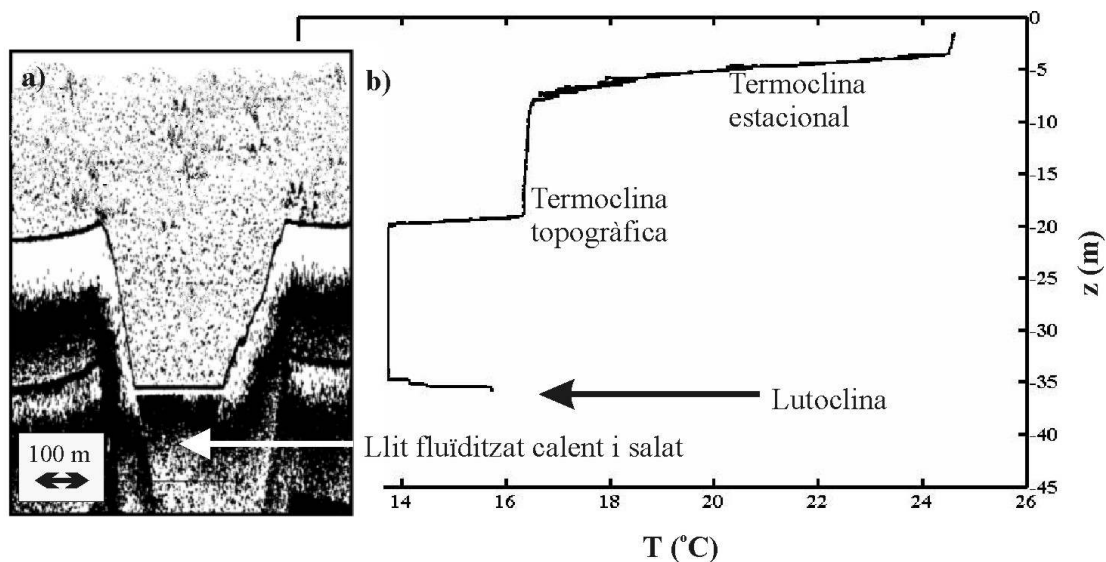 a)
b)
Termoclina
estacional
Termoclina
topogràfica
Lutoclina
Llit fluïditzat calent i salat
100 m
0
-5
-10
-15
-20
-25
-30
-35
-40
-45
z (m)
14 16 18 20 22 24 26
T (°C)